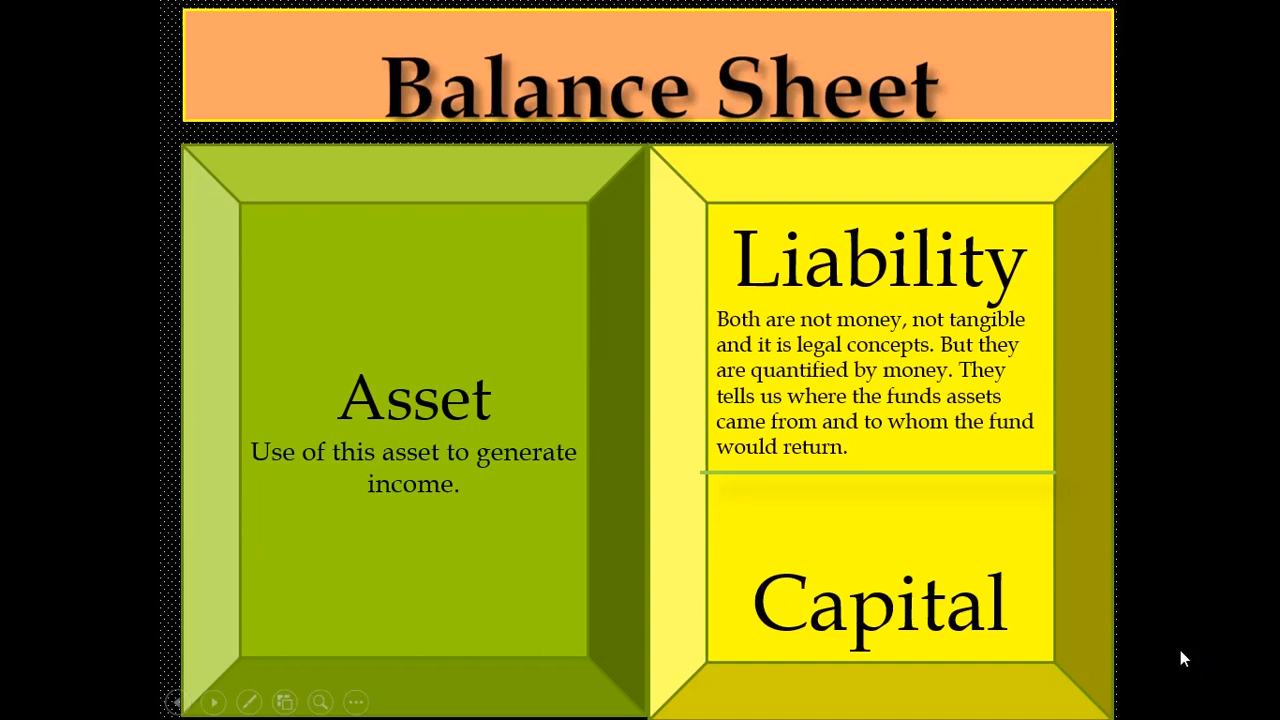 Balance Sheet
Asset
Use of this asset to generate
income.
Liability
Both are not money, not tangible
and it is legal concepts. But they
are quantified by money. They
tells us where the funds assets
came from and to whom the fund
would return.
Capital